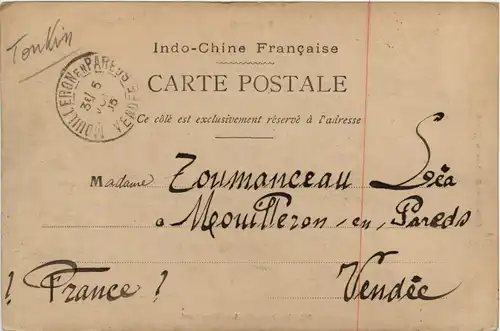 Tonkin
Indo-Chine Française
CARTE POSTALE
Ce côté est exclusivement réservé à l'adresse
MOUILLERON EN PAREDS
VENDÉE
Madame Zoumanceau Léa
a Mouilleron-en-Pareds
( France ) Vendée